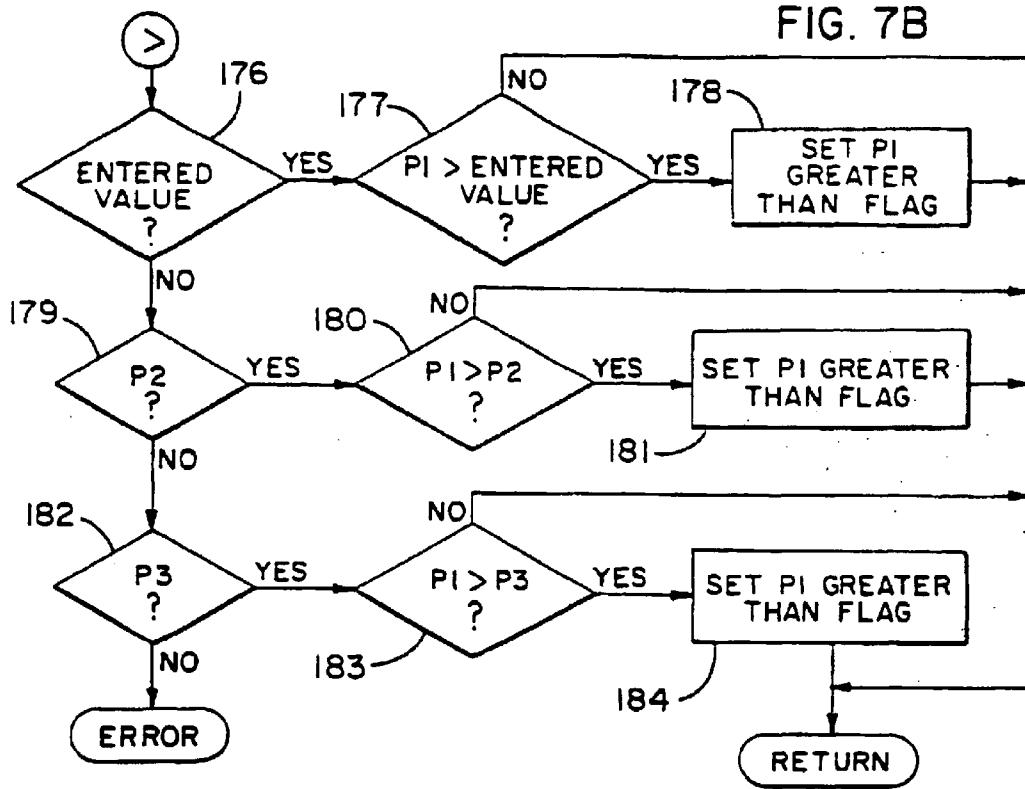 FIG. 7B
>
176
177
178
NO
ENTERED
VALUE
?
YES
P1 > ENTERED
VALUE
?
YES
SET P1
GREATER
THAN FLAG
NO
179
180
NO
P2
?
YES
P1 > P2
?
YES
SET P1 GREATER
THAN FLAG
181
NO
182
NO
P3
?
YES
P1 > P3
?
YES
SET P1 GREATER
THAN FLAG
183
184
NO
ERROR
RETURN